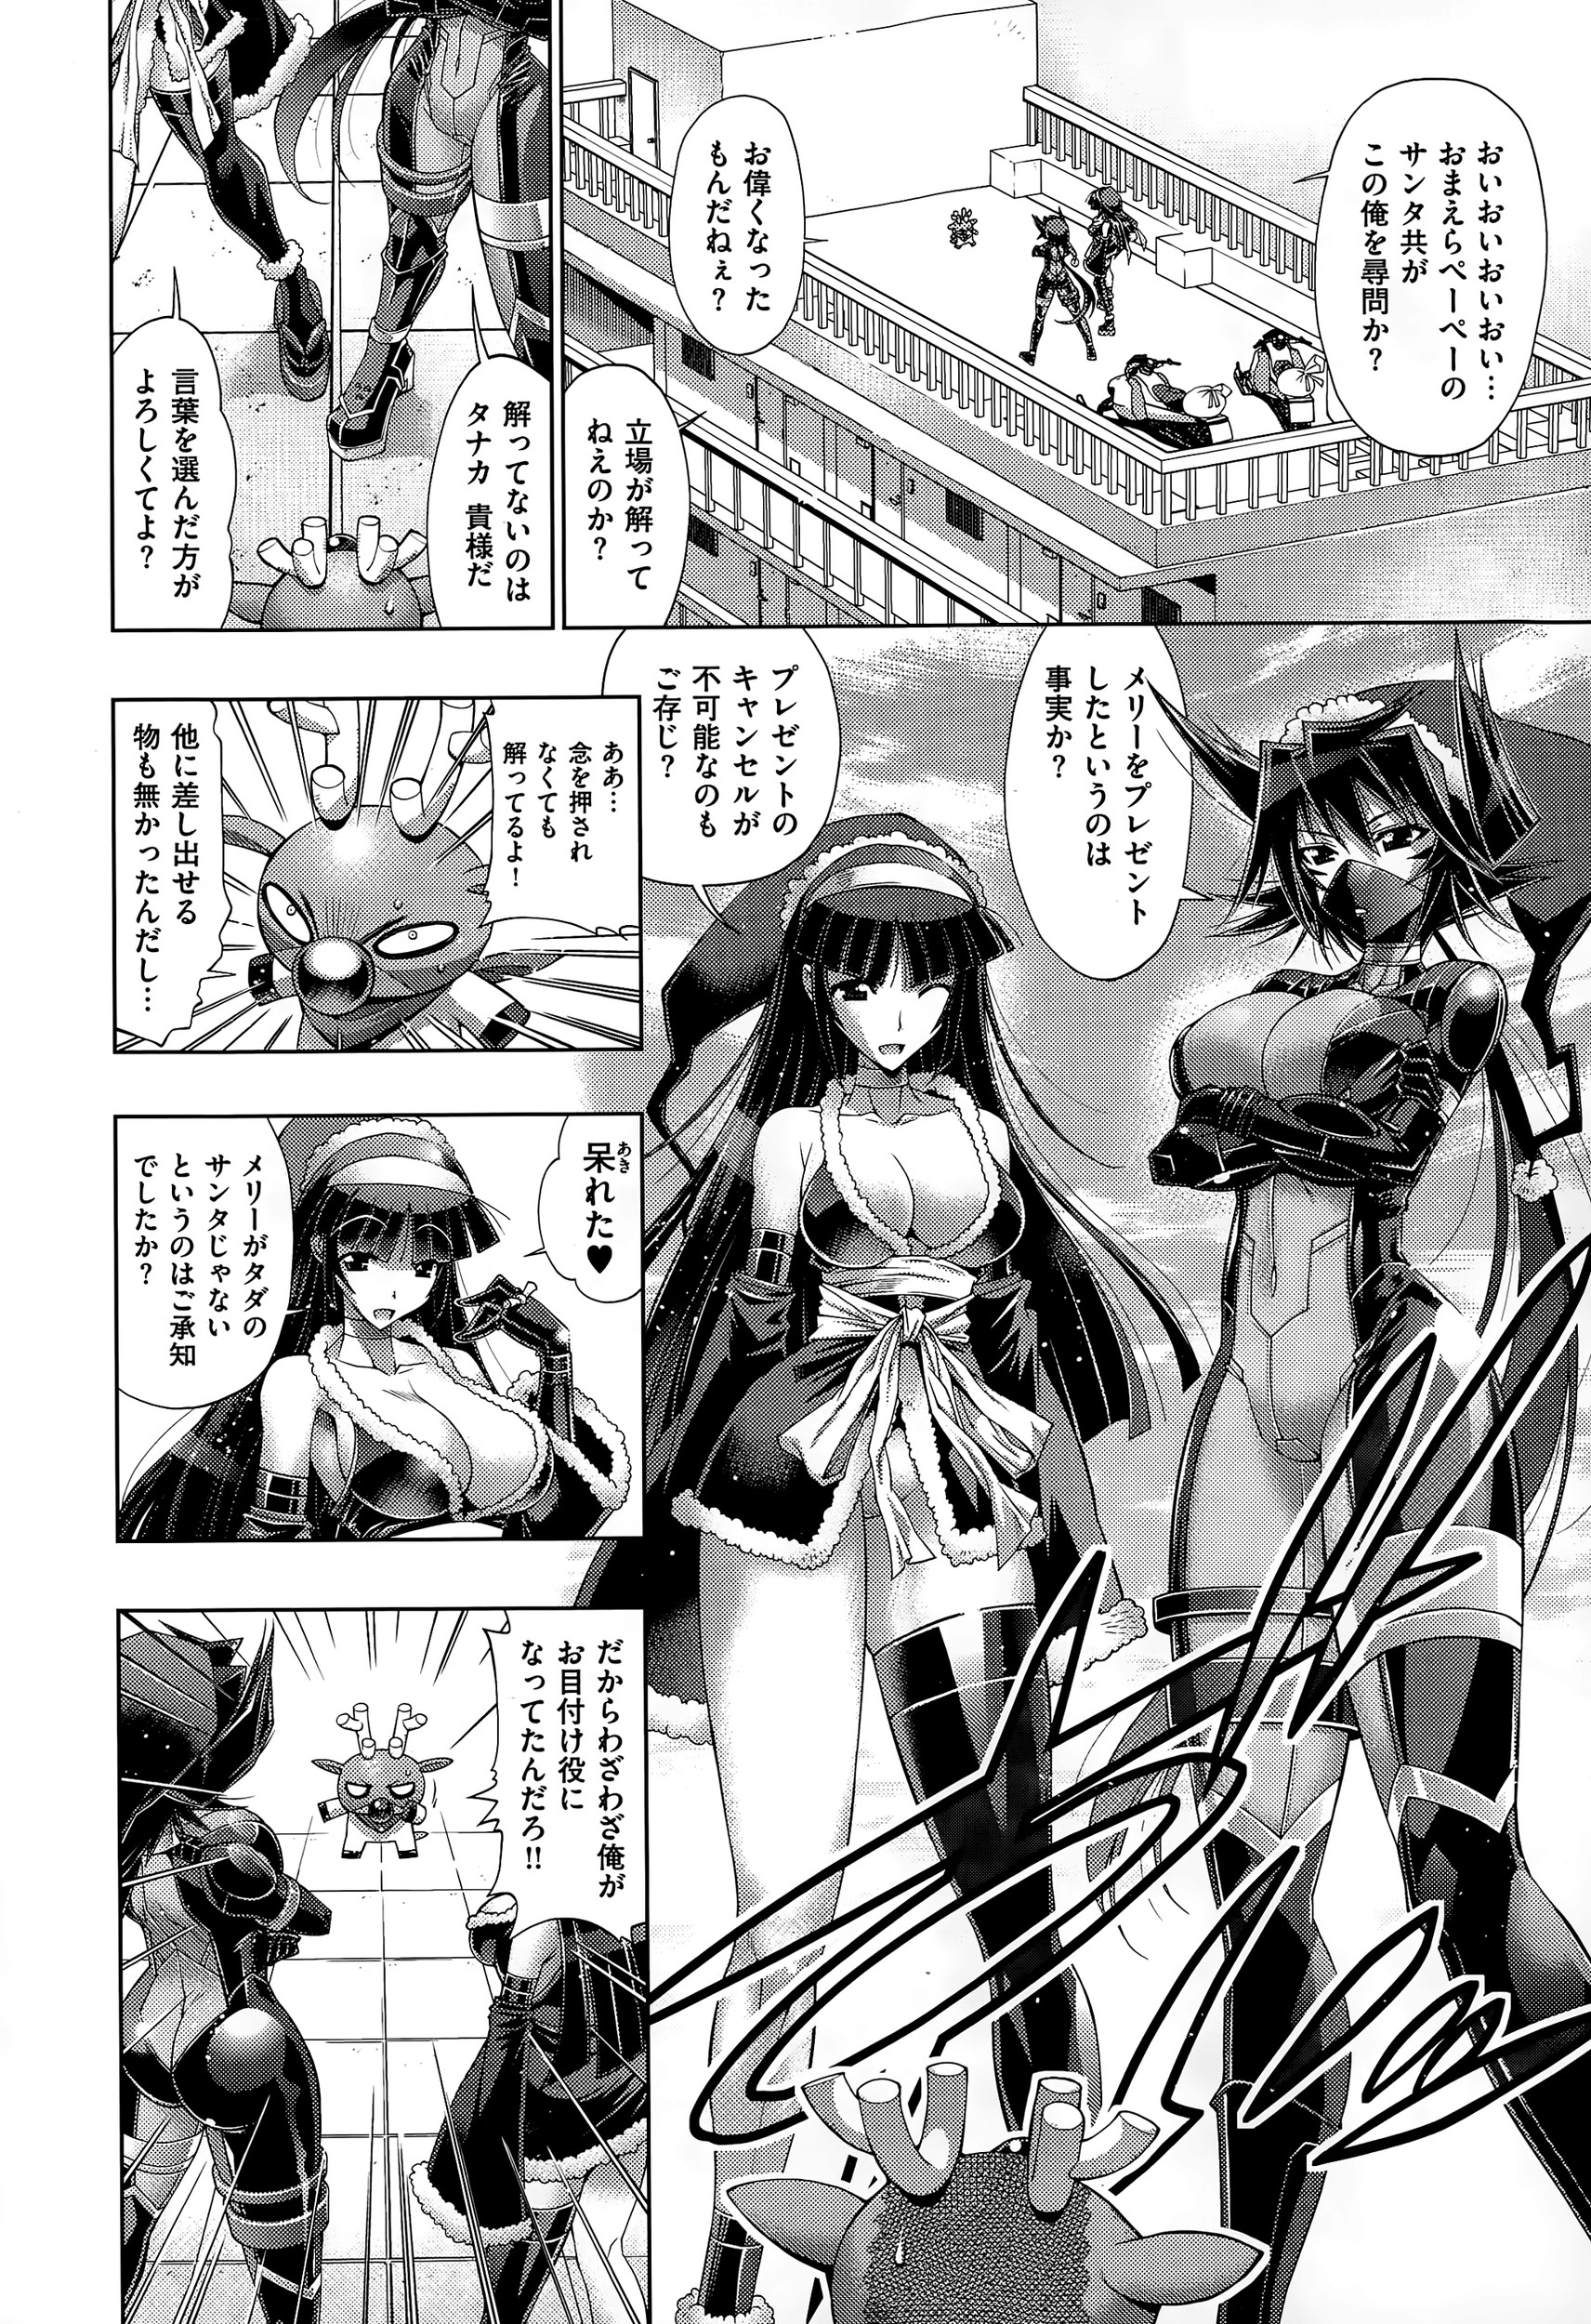 おいおいおいおい…
おまえらペーペーの
サンタ共が
この俺を尋問か?
お偉くなった
もんだねぇ?
立場が解って
ねえのか?
解ってないのは
タナカ 貴様だ
言葉を選んだ方が
よろしくてよ?
メリーをプレゼント
したというのは
事実か?
プレゼントの
キャンセルが
不可能なのも
ご存じ?
ああ…
念を押され
なくても
解ってるよ!
他に差し出せる
物も無かったんだし…
呆れた♥
あき
メリーがタダの
サンタじゃない
というのはご承知
でしたか?
だからわざわざ俺が
お目付け役に
なってたんだろ!!